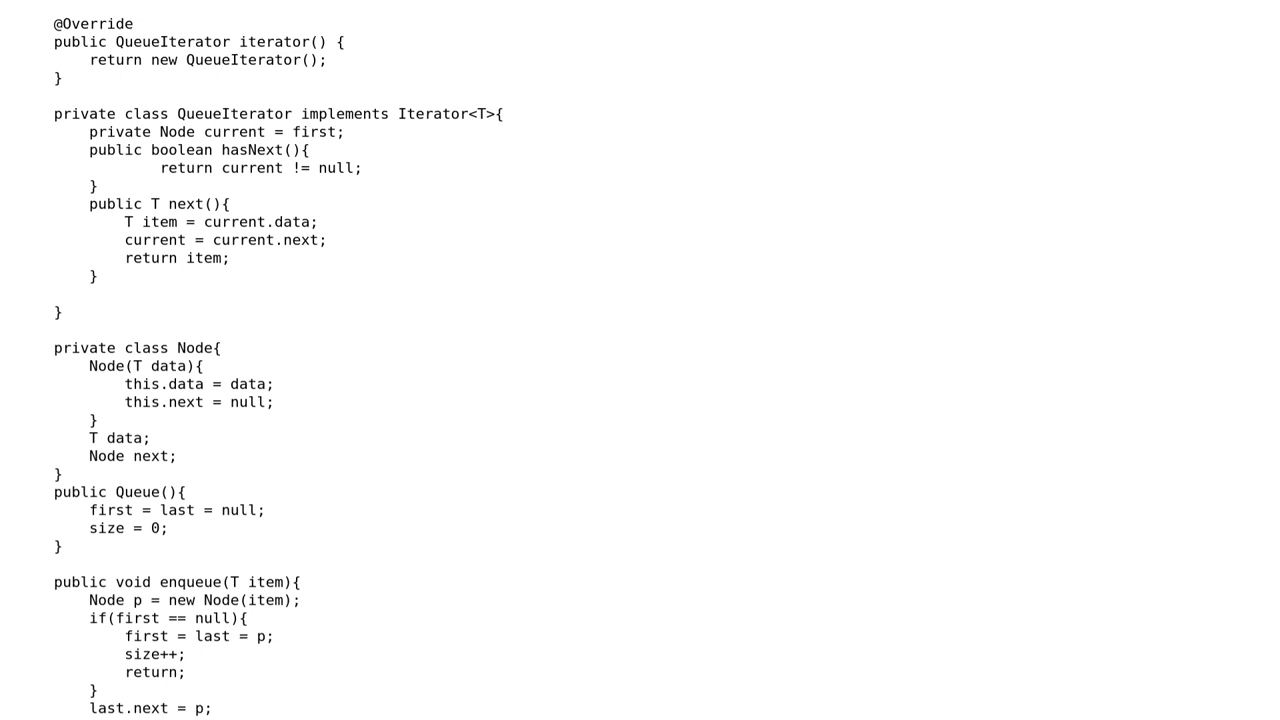 @Override
public QueueIterator iterator() {
    return new QueueIterator();
}

private class QueueIterator implements Iterator<T>{
    private Node current = first;
    public boolean hasNext(){
            return current != null;
    }
    public T next(){
        T item = current.data;
        current = current.next;
        return item;
    }

}

private class Node{
    Node(T data){
        this.data = data;
        this.next = null;
    }
    T data;
    Node next;
}
public Queue(){
    first = last = null;
    size = 0;
}

public void enqueue(T item){
    Node p = new Node(item);
    if(first == null){
        first = last = p;
        size++;
        return;
    }
    last.next = p;